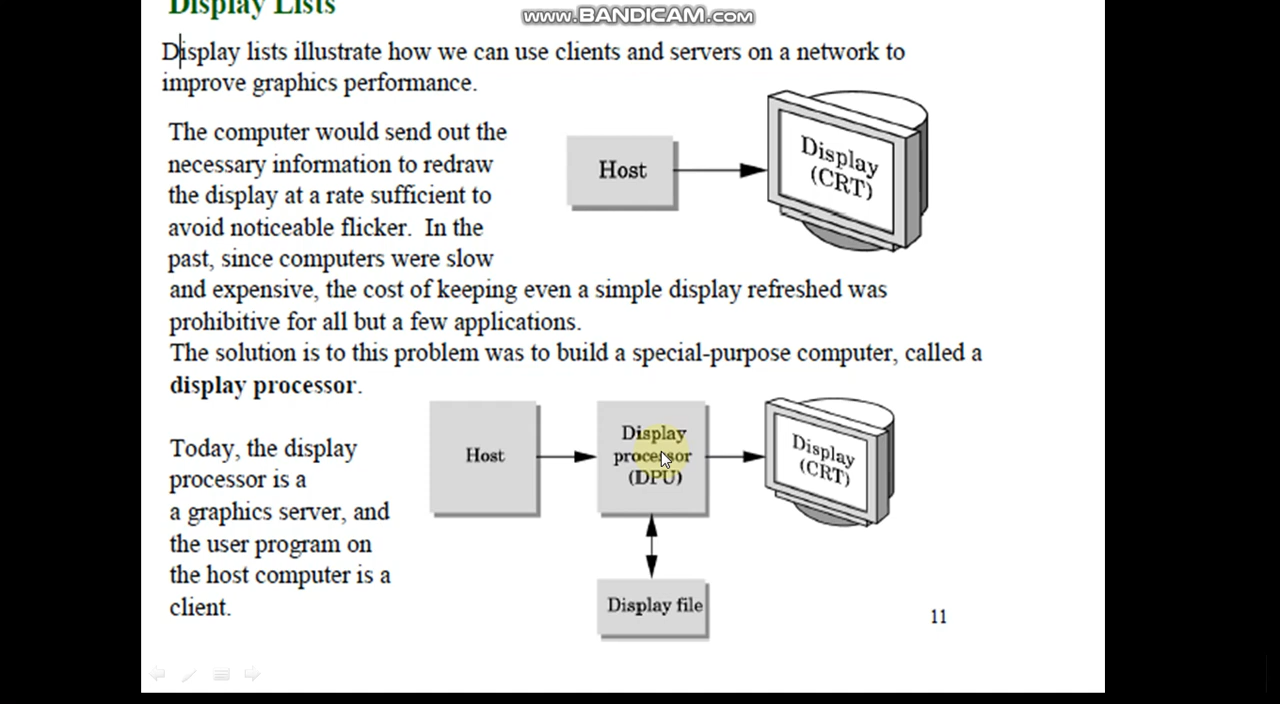 www.BANDICAM.com
Display Lists
Display lists illustrate how we can use clients and servers on a network to
improve graphics performance.
The computer would send out the
necessary information to redraw
the display at a rate sufficient to
avoid noticeable flicker. In the
past, since computers were slow
and expensive, the cost of keeping even a simple display refreshed was
prohibitive for all but a few applications.
Host
Display
(CRT)
The solution is to this problem was to build a special-purpose computer, called a
display processor.
Today, the display
processor is a
a graphics server, and
the user program on
the host computer is a
client.
Host
Display
processor
(DPU)
Display
(CRT)
Display file
11